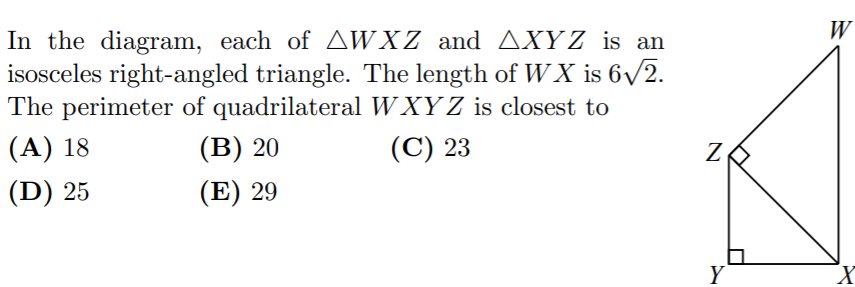 In the diagram, each of △WXZ and △XYZ is an
isosceles right-angled triangle. The length of WX is 6√2.
The perimeter of quadrilateral WXYZ is closest to
(A) 18 (B) 20 (C) 23
(D) 25 (E) 29
W
Z
Y X